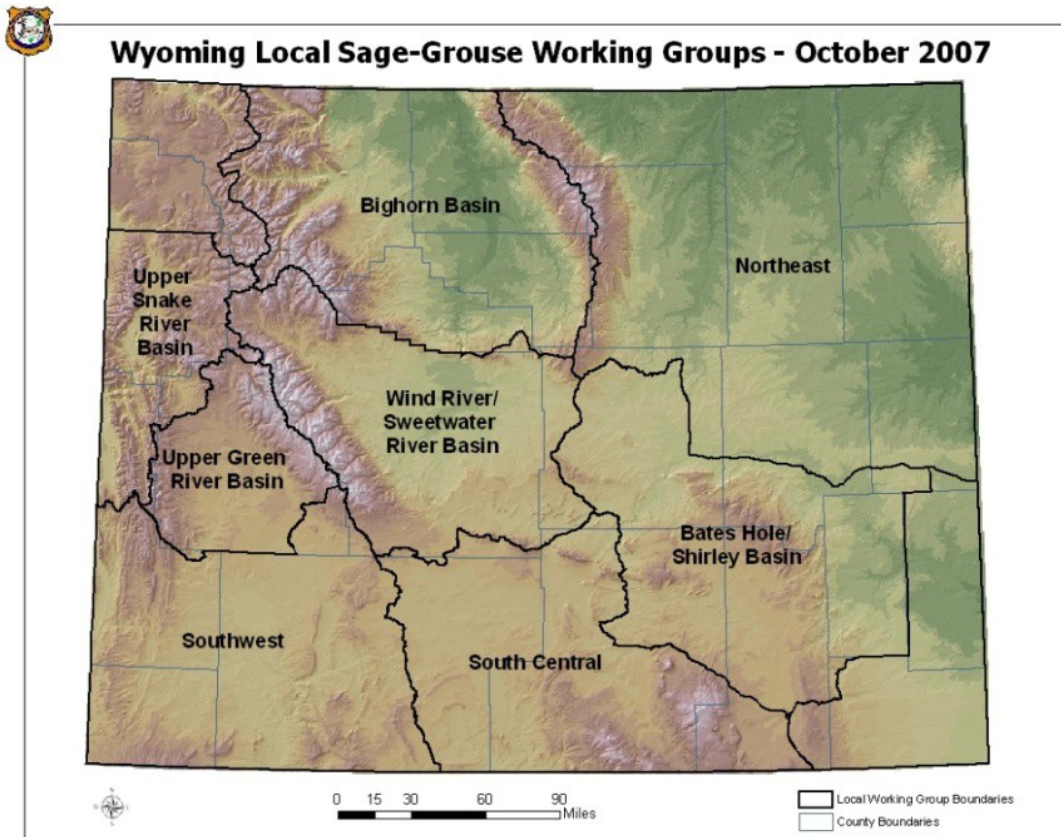 Wyoming Local Sage-Grouse Working Groups - October 2007
Bighorn Basin
Northeast
Upper
Snake
River
Basin
Wind River/
Sweetwater
River Basin
Upper Green
River Basin
Bates Hole/
Shirley Basin
Southwest
South Central
0 15 30 60 90
Miles
Local Working Group Boundaries
County Boundaries